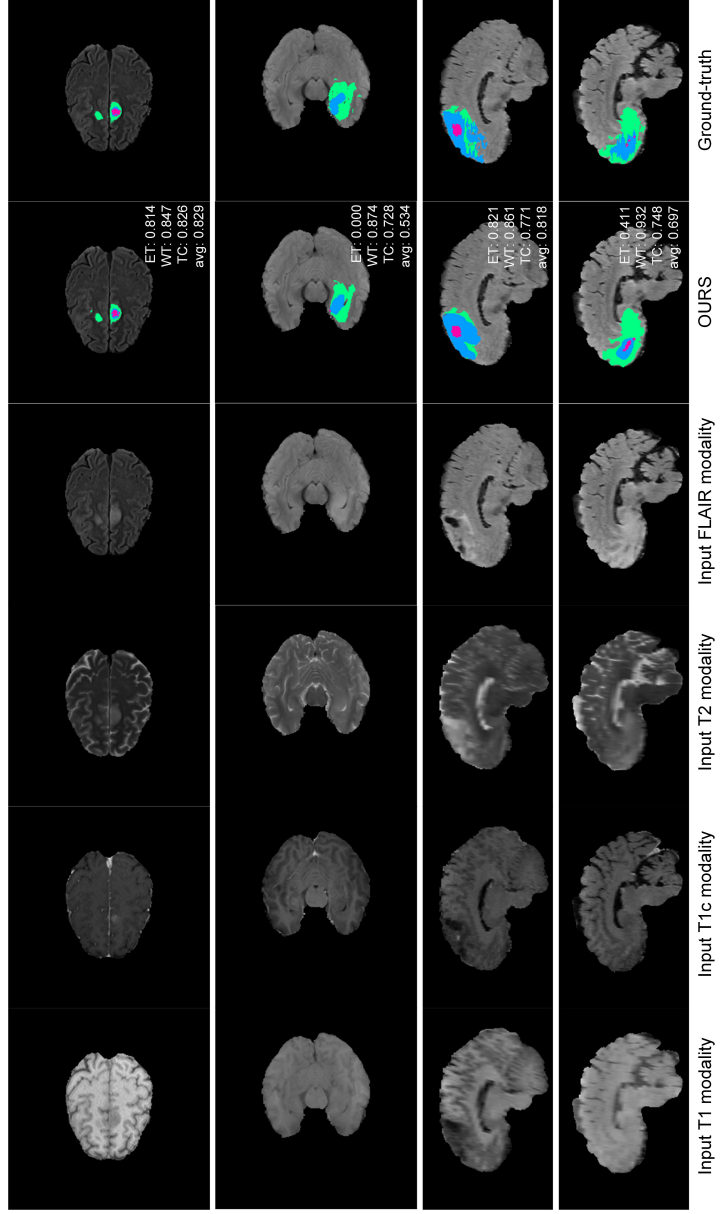 ET: 0.814
WT: 0.847
TC: 0.826
avg: 0.829
ET: 0.000
WT: 0.874
TC: 0.728
avg: 0.534
ET: 0.821
WT: 0.861
TC: 0.771
avg: 0.818
ET: 0.411
WT: 0.932
TC: 0.748
avg: 0.697
Input T1 modality
Input T1c modality
Input T2 modality
Input FLAIR modality
OURS
Ground-truth